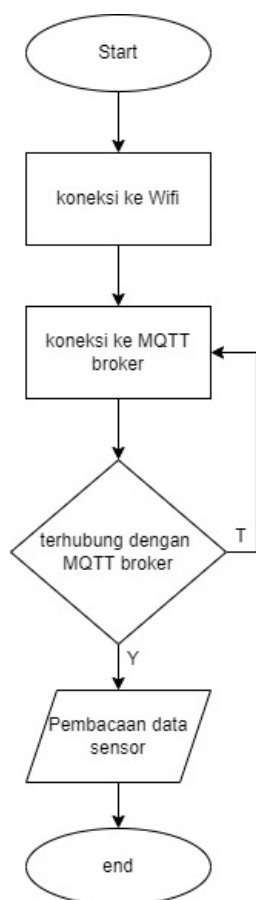 Start
koneksi ke Wifi
koneksi ke MQTT
broker
terhubung dengan
MQTT broker
T
Y
Pembacaan data
sensor
end